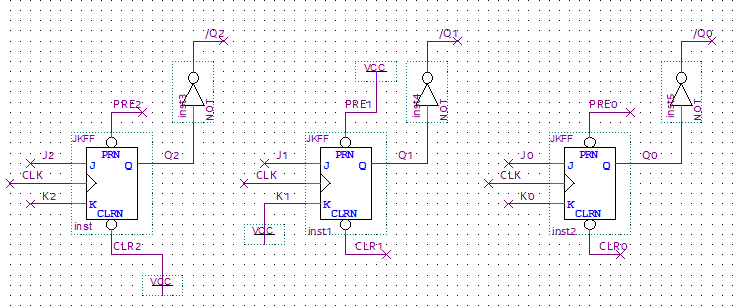 /Q2 /Q1 /Q0
VCC
inst3 NOT inst4 NOT inst5 NOT
PRE2 PRE1 PRE0
JKFF JKFF JKFF
PRN PRN PRN
J2 J Q Q2 J1 J Q Q1 J0 J Q Q0
CLK CLK CLK
K2 K K1 K K0 K
CLRN CLRN CLRN
inst VCC inst1 inst2
CLR2 CLR1 CLR0
VCC